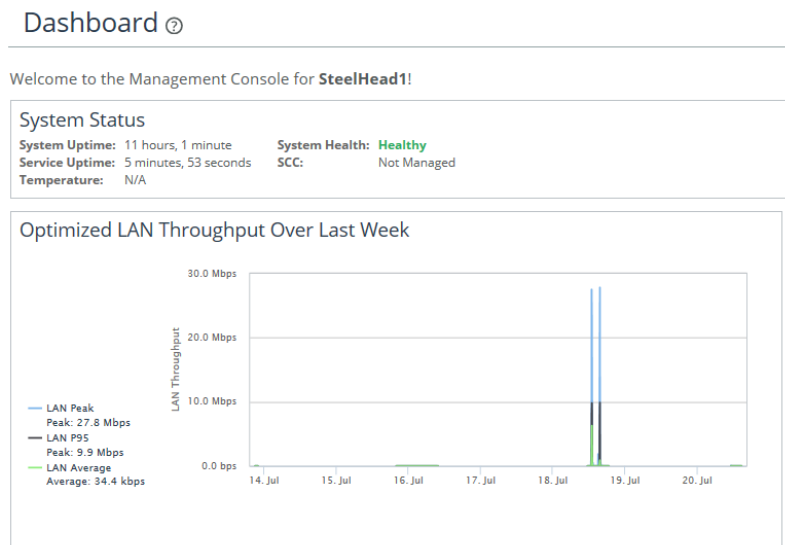 Dashboard ?
Welcome to the Management Console for SteelHead1!
System Status
System Uptime: 11 hours, 1 minute System Health: Healthy
Service Uptime: 5 minutes, 53 seconds SCC: Not Managed
Temperature: N/A
Optimized LAN Throughput Over Last Week
30.0 Mbps
20.0 Mbps
10.0 Mbps
0.0 bps
LAN Throughput
LAN Peak
Peak: 27.8 Mbps
LAN P95
Peak: 9.9 Mbps
LAN Average
Average: 34.4 kbps
14. Jul 15. Jul 16. Jul 17. Jul 18. Jul 19. Jul 20. Jul